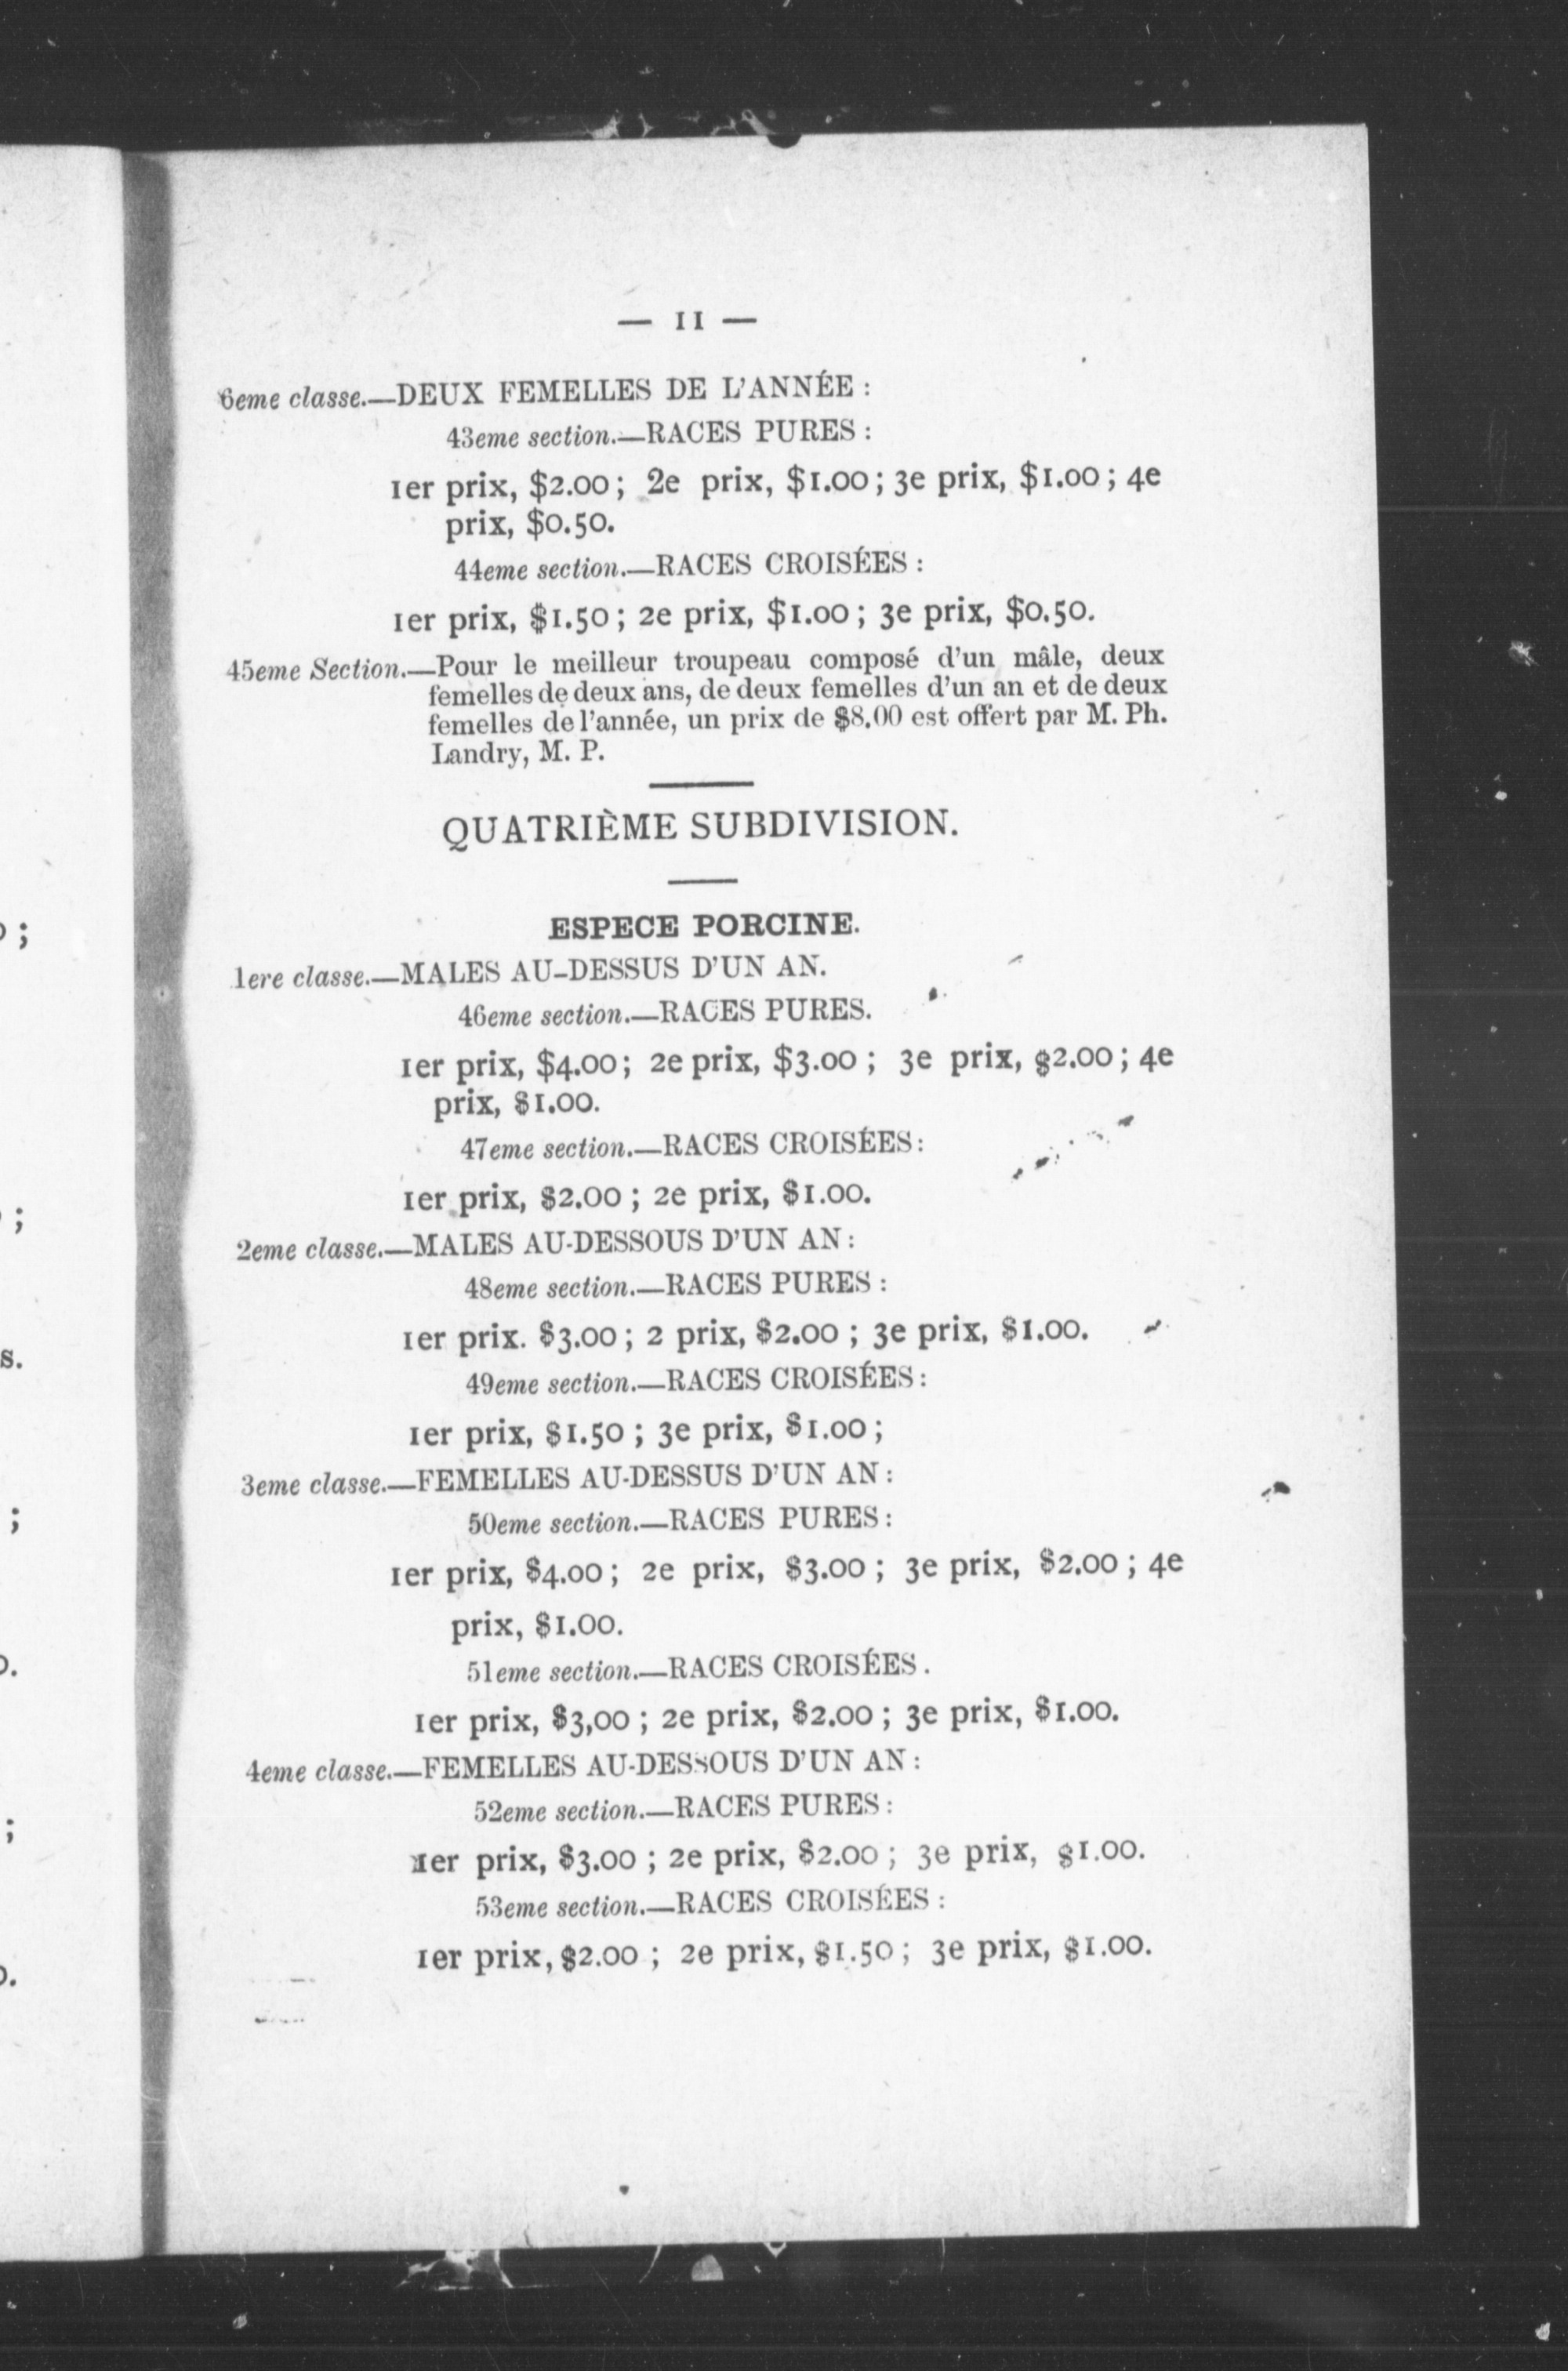 — 11 —
6eme classe.—DEUX FEMELLES DE L'ANNÉE :
43eme section.—RACES PURES :
1er prix, $2.00; 2e prix, $1.00; 3e prix, $1.00; 4e
prix, $0.50.
44eme section.—RACES CROISÉES :
1er prix, $1.50; 2e prix, $1.00; 3e prix, $0.50.
45eme Section.—Pour le meilleur troupeau composé d'un mâle, deux
femelles de deux ans, de deux femelles d'un an et de deux
femelles de l'année, un prix de $8.00 est offert par M. Ph.
Landry, M. P.
QUATRIÈME SUBDIVISION.
ESPECE PORCINE.
1ere classe.—MALES AU-DESSUS D'UN AN.
46eme section.—RACES PURES.
1er prix, $4.00; 2e prix, $3.00 ; 3e prix, $2.00; 4e
prix, $1.00.
47eme section.—RACES CROISÉES:
1er prix, $2.00 ; 2e prix, $1.00.
2eme classe.—MALES AU-DESSOUS D'UN AN:
48eme section.—RACES PURES :
1er prix. $3.00; 2 prix, $2.00 ; 3e prix, $1.00.
49eme section.—RACES CROISÉES:
1er prix, $1.50 ; 3e prix, $1.00;
3eme classe.—FEMELLES AU-DESSUS D'UN AN:
50eme section.—RACES PURES:
1er prix, $4.00; 2e prix, $3.00; 3e prix, $2.00; 4e
prix, $1.00.
51eme section.—RACES CROISÉES.
1er prix, $3,00 ; 2e prix, $2.00; 3e prix, $1.00.
4eme classe.—FEMELLES AU-DESSOUS D'UN AN:
52eme section.—RACES PURES:
1er prix, $3.00 ; 2e prix, $2.00; 3e prix, $1.00.
53eme section.—RACES CROISÉES :
1er prix, $2.00 ; 2e prix, $1.50; 3e prix, $1.00.